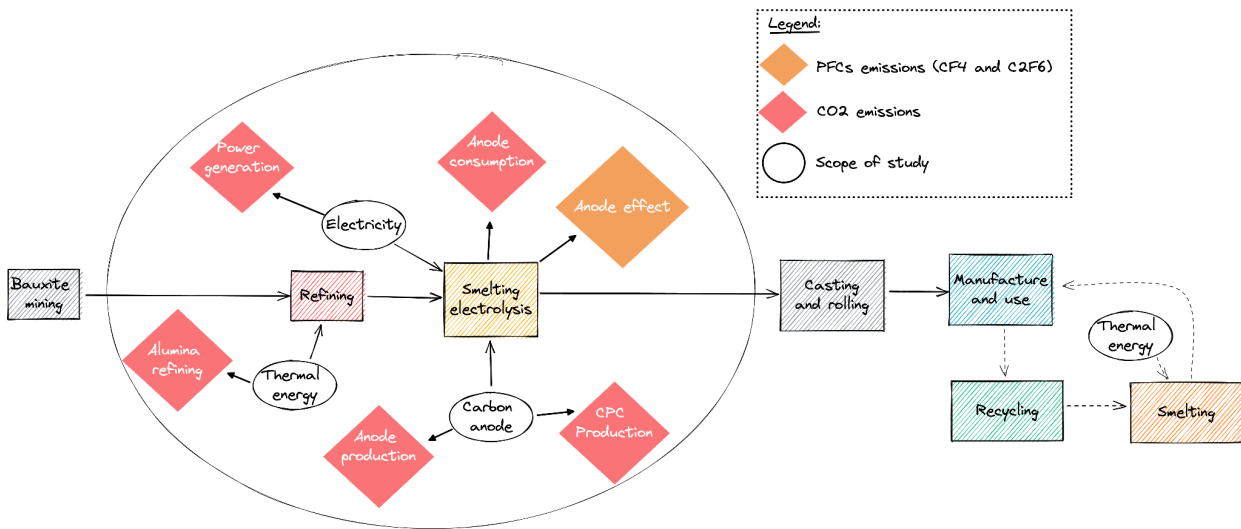 Legend:
PFCs emissions (CF4 and C2F6)
CO2 emissions
Scope of study
Power
generation
Anode
consumption
Anode effect
Electricity
Bauxite
mining
Refining
Smelting
electrolysis
Casting
and rolling
Manufacture
and use
Thermal
energy
Alumina
refining
Thermal
energy
Carbon
anode
CPC
Production
Anode
production
Recycling
Smelting